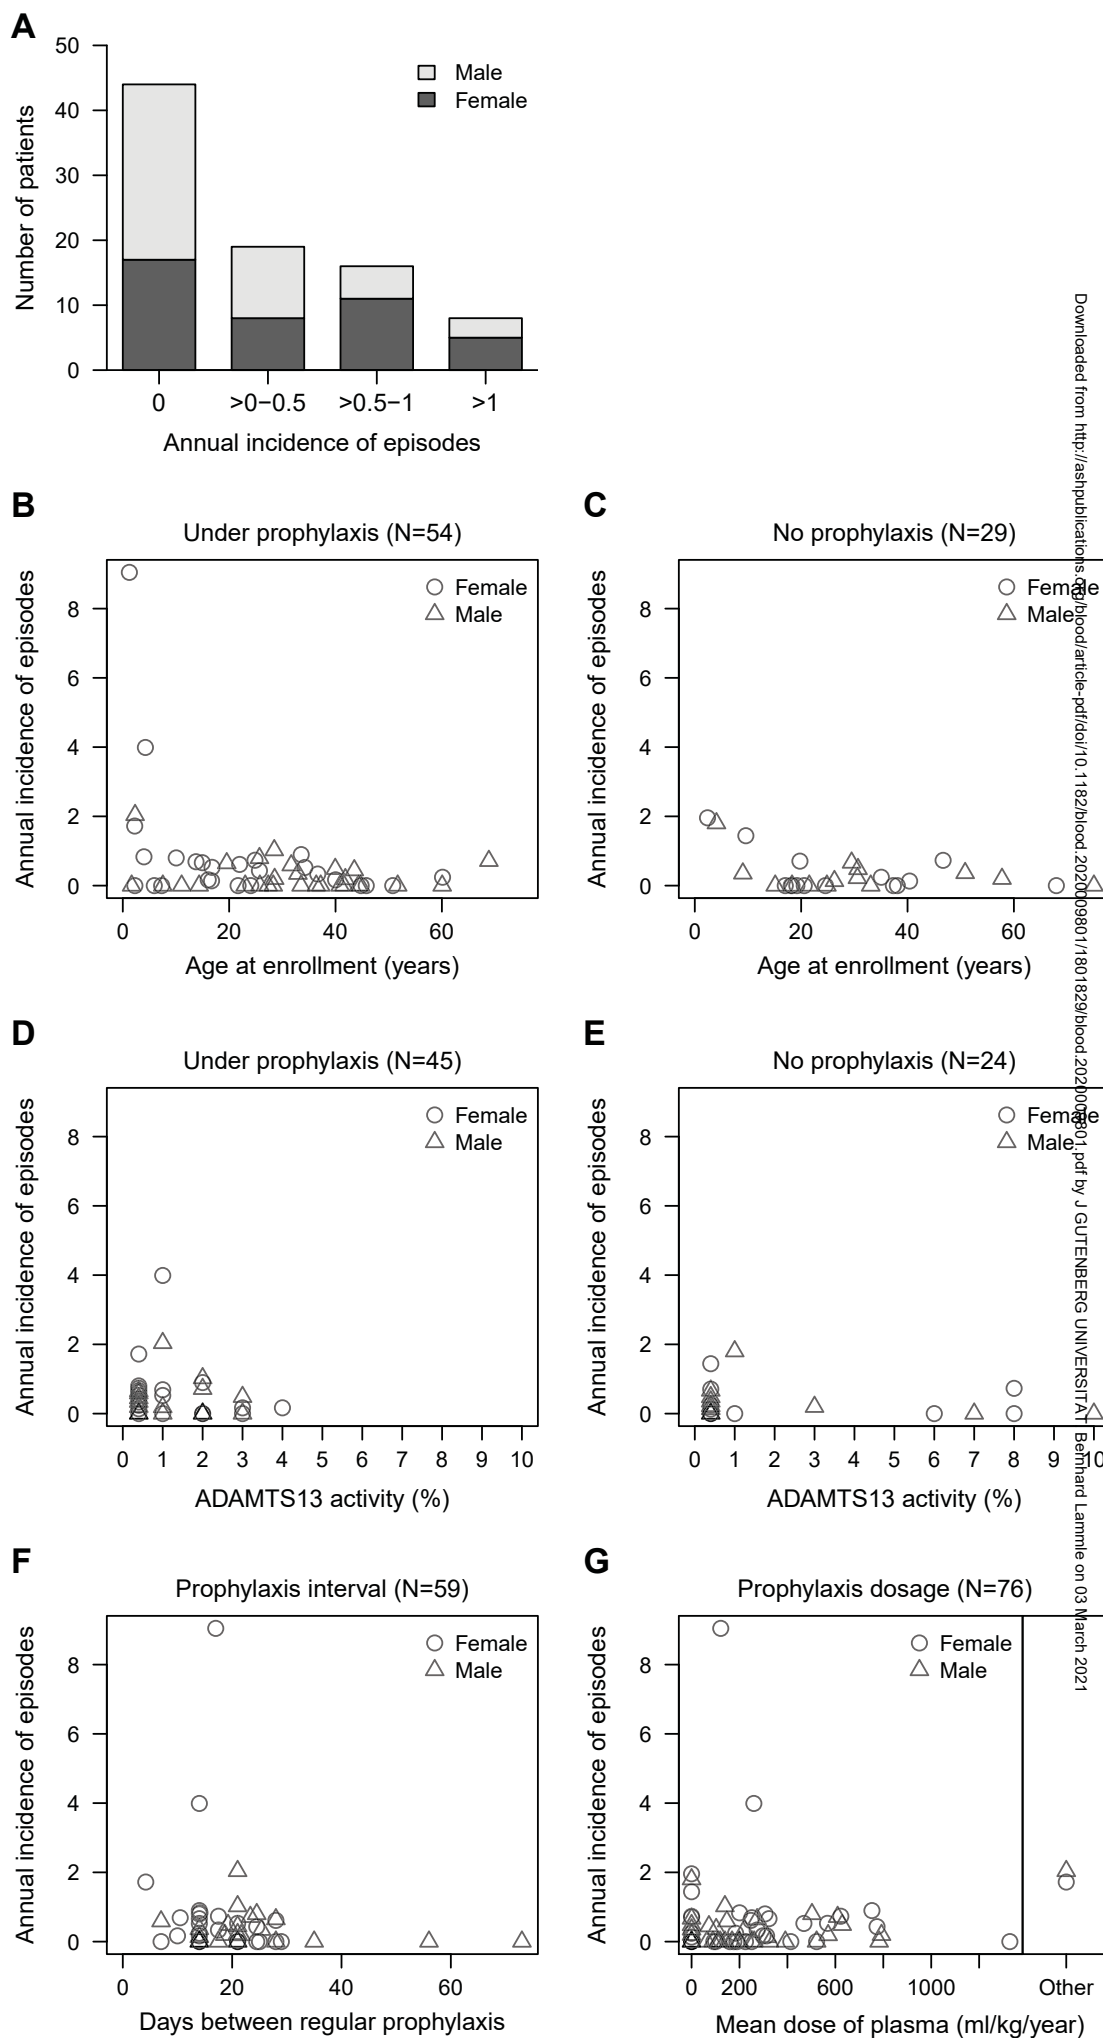 A
50
40
30
20
10
0
Number of patients
Male
Female
0 >0−0.5 >0.5−1 >1
Annual incidence of episodes
B
Under prophylaxis (N=54)
Annual incidence of episodes
8
6
4
2
0
Female
Male
0 20 40 60
Age at enrollment (years)
C
No prophylaxis (N=29)
Annual incidence of episodes
8
6
4
2
0
Female
Male
0 20 40 60
Age at enrollment (years)
D
Under prophylaxis (N=45)
Annual incidence of episodes
8
6
4
2
0
Female
Male
0 1 2 3 4 5 6 7 8 9 10
ADAMTS13 activity (%)
E
No prophylaxis (N=24)
Annual incidence of episodes
8
6
4
2
0
Female
Male
0 1 2 3 4 5 6 7 8 9 10
ADAMTS13 activity (%)
F
Prophylaxis interval (N=59)
Annual incidence of episodes
8
6
4
2
0
Female
Male
0 20 40 60
Days between regular prophylaxis
G
Prophylaxis dosage (N=76)
Annual incidence of episodes
8
6
4
2
0
Female
Male
0 200 600 1000 Other
Mean dose of plasma (ml/kg/year)
Downloaded from http://ashpublications.org/blood/article-pdf/doi/10.1182/blood.2020009801/1801829/blood.2020009801.pdf by J GUTENBERG UNIVERSITAT Bernhard Lammle on 03 March 2021